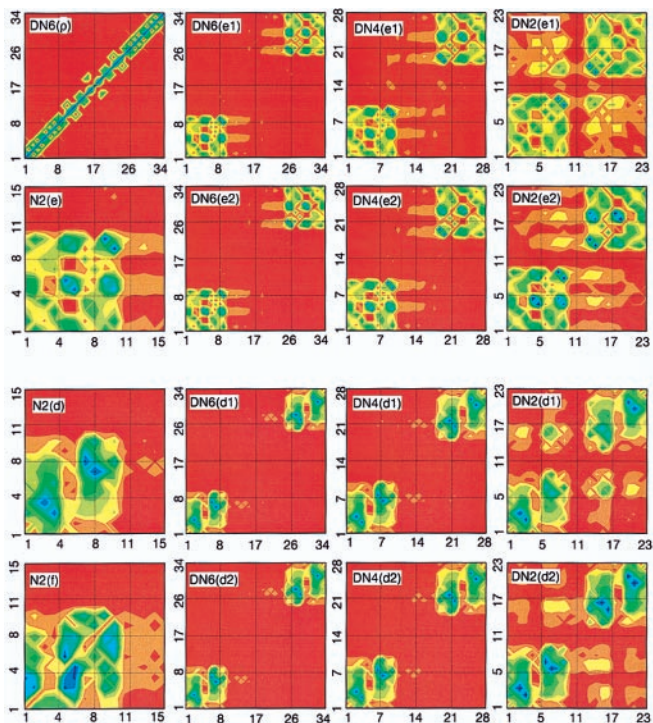 34 DN6(ρ) 34 DN6(e1) 28 DN4(e1) 23 DN2(e1)
26 26 21 17
17 17 14 11
8 8 7 5
1 1 1 1
1 8 17 26 34 1 8 17 26 34 1 7 14 21 28 1 5 11 17 23
15 N2(e) 34 DN6(e2) 28 DN4(e2) 23 DN2(e2)
11 26 21 17
8 17 14 11
4 8 7 5
1 1 1 1
1 4 8 11 15 1 8 17 26 34 1 7 14 21 28 1 5 11 17 23
15 N2(d) 34 DN6(d1) 28 DN4(d1) 23 DN2(d1)
11 26 21 17
8 17 14 11
4 8 7 5
1 1 1 1
1 4 8 11 15 1 8 17 26 34 1 7 14 21 28 1 5 11 17 23
15 N2(f) 34 DN6(d2) 28 DN4(d2) 23 DN2(d2)
11 26 21 17
8 17 14 11
4 8 7 5
1 1 1 1
1 4 8 11 15 1 8 17 26 34 1 7 14 21 28 1 5 11 17 23